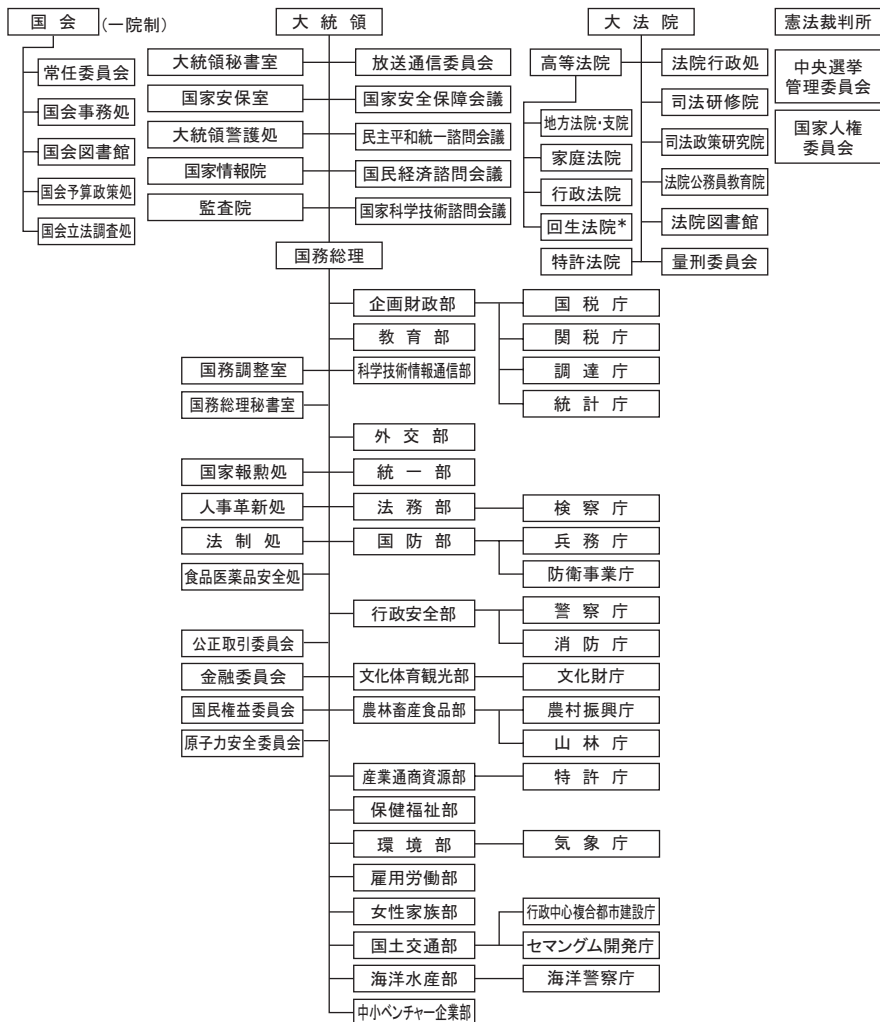 国会 (一院制)
常任委員会
国会事務処
国会図書館
国会予算政策処
国会立法調査処
大統領
大統領秘書室
放送通信委員会
国家安保室
国家安全保障会議
大統領警護処
民主平和統一諮問会議
国家情報院
国民経済諮問会議
監査院
国家科学技術諮問会議
大法院
高等法院
法院行政処
司法研修院
地方法院・支院
司法政策研究院
家庭法院
法院公務員教育院
行政法院
回生法院*
法院図書館
特許法院
量刑委員会
憲法裁判所
中央選挙
管理委員会
国家人権
委員会
国務総理
企画財政部
国税庁
教育部
関税庁
国務調整室
科学技術情報通信部
調達庁
国務総理秘書室
統計庁
外交部
国家報勲処
統一部
人事革新処
法務部
検察庁
法制処
国防部
兵務庁
食品医薬品安全処
防衛事業庁
行政安全部
警察庁
公正取引委員会
消防庁
金融委員会
文化体育観光部
文化財庁
国民権益委員会
農林畜産食品部
農村振興庁
原子力安全委員会
山林庁
産業通商資源部
特許庁
保健福祉部
環境部
気象庁
雇用労働部
女性家族部
行政中心複合都市建設庁
国土交通部
セマングム開発庁
海洋水産部
海洋警察庁
中小ベンチャー企業部